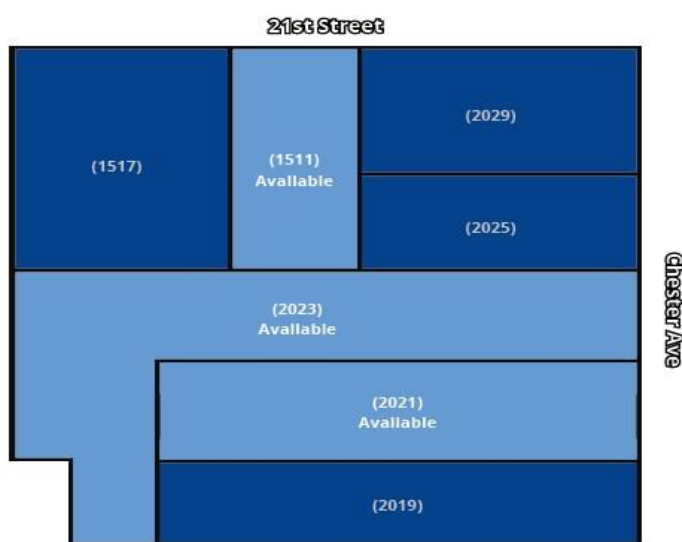 21st Street
(2029)
(1517)
(1511)
Available
(2025)
(2023)
Available
Chester Ave
(2021)
Available
(2019)